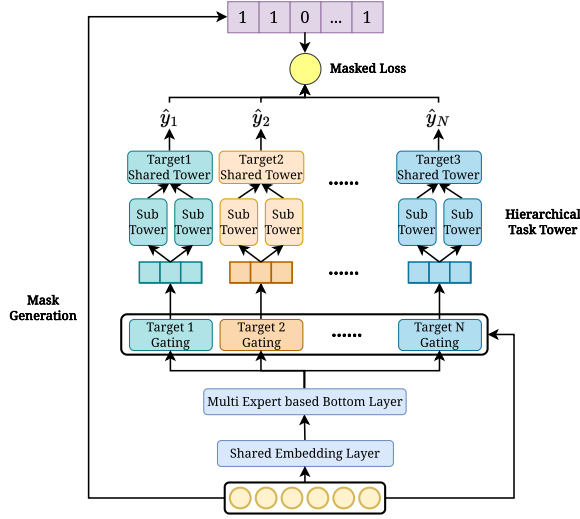 1 1 0 ... 1
Masked Loss
ŷ1 ŷ2 ŷN
Target1
Shared Tower
Target2
Shared Tower
......
Target3
Shared Tower
Sub
Tower
Sub
Tower
Sub
Tower
Sub
Tower
Sub
Tower
Sub
Tower
Hierarchical
Task Tower
......
Mask
Generation
Target 1
Gating
Target 2
Gating
......
Target N
Gating
Multi Expert based Bottom Layer
Shared Embedding Layer